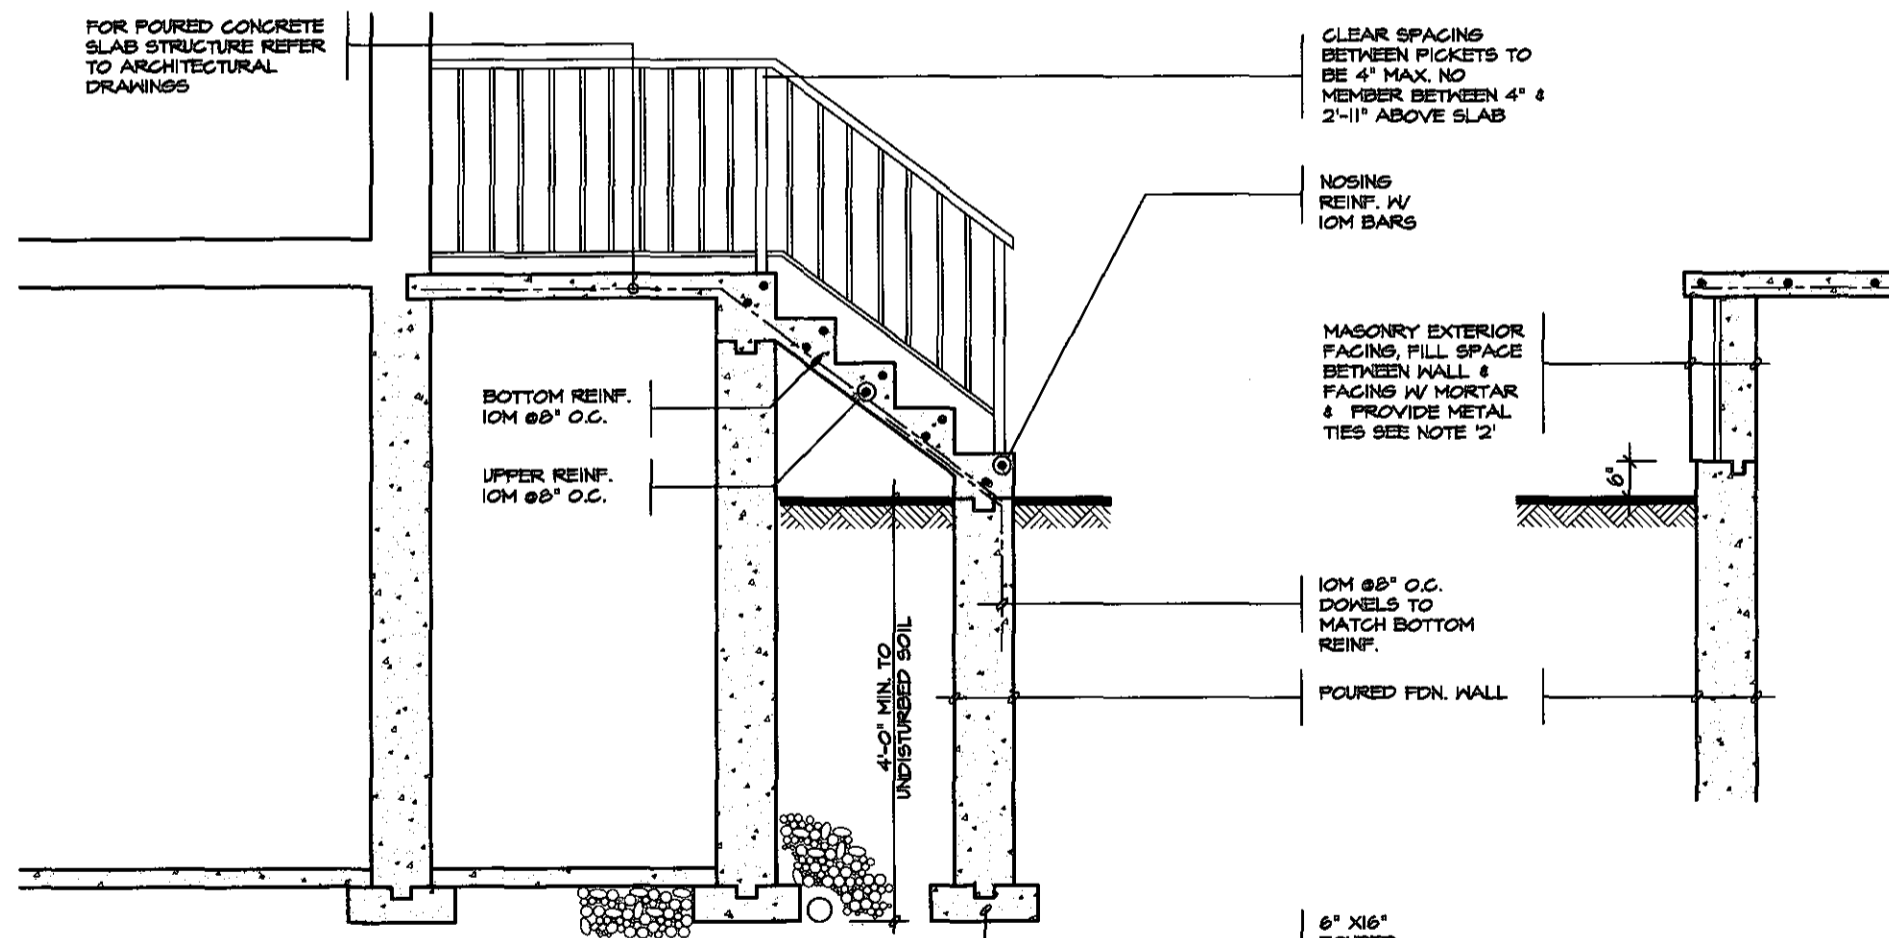 FOR POURED CONCRETE
SLAB STRUCTURE REFER
TO ARCHITECTURAL
DRAWINGS
CLEAR SPACING
BETWEEN PICKETS TO
BE 4" MAX. NO
MEMBER BETWEEN 4" &
2'-11" ABOVE SLAB
NOSING
REINF. W/
10M BARS
MASONRY EXTERIOR
FACING, FILL SPACE
BETWEEN WALL &
FACING W/ MORTAR
& PROVIDE METAL
TIES SEE NOTE '2'
BOTTOM REINF.
10M @8" O.C.
UPPER REINF.
10M @8" O.C.
6"
10M @8" O.C.
DOWELS TO
MATCH BOTTOM
REINF.
4'-0" MIN. TO
UNDISTURBED SOIL
POURED FDN. WALL
6" X16"